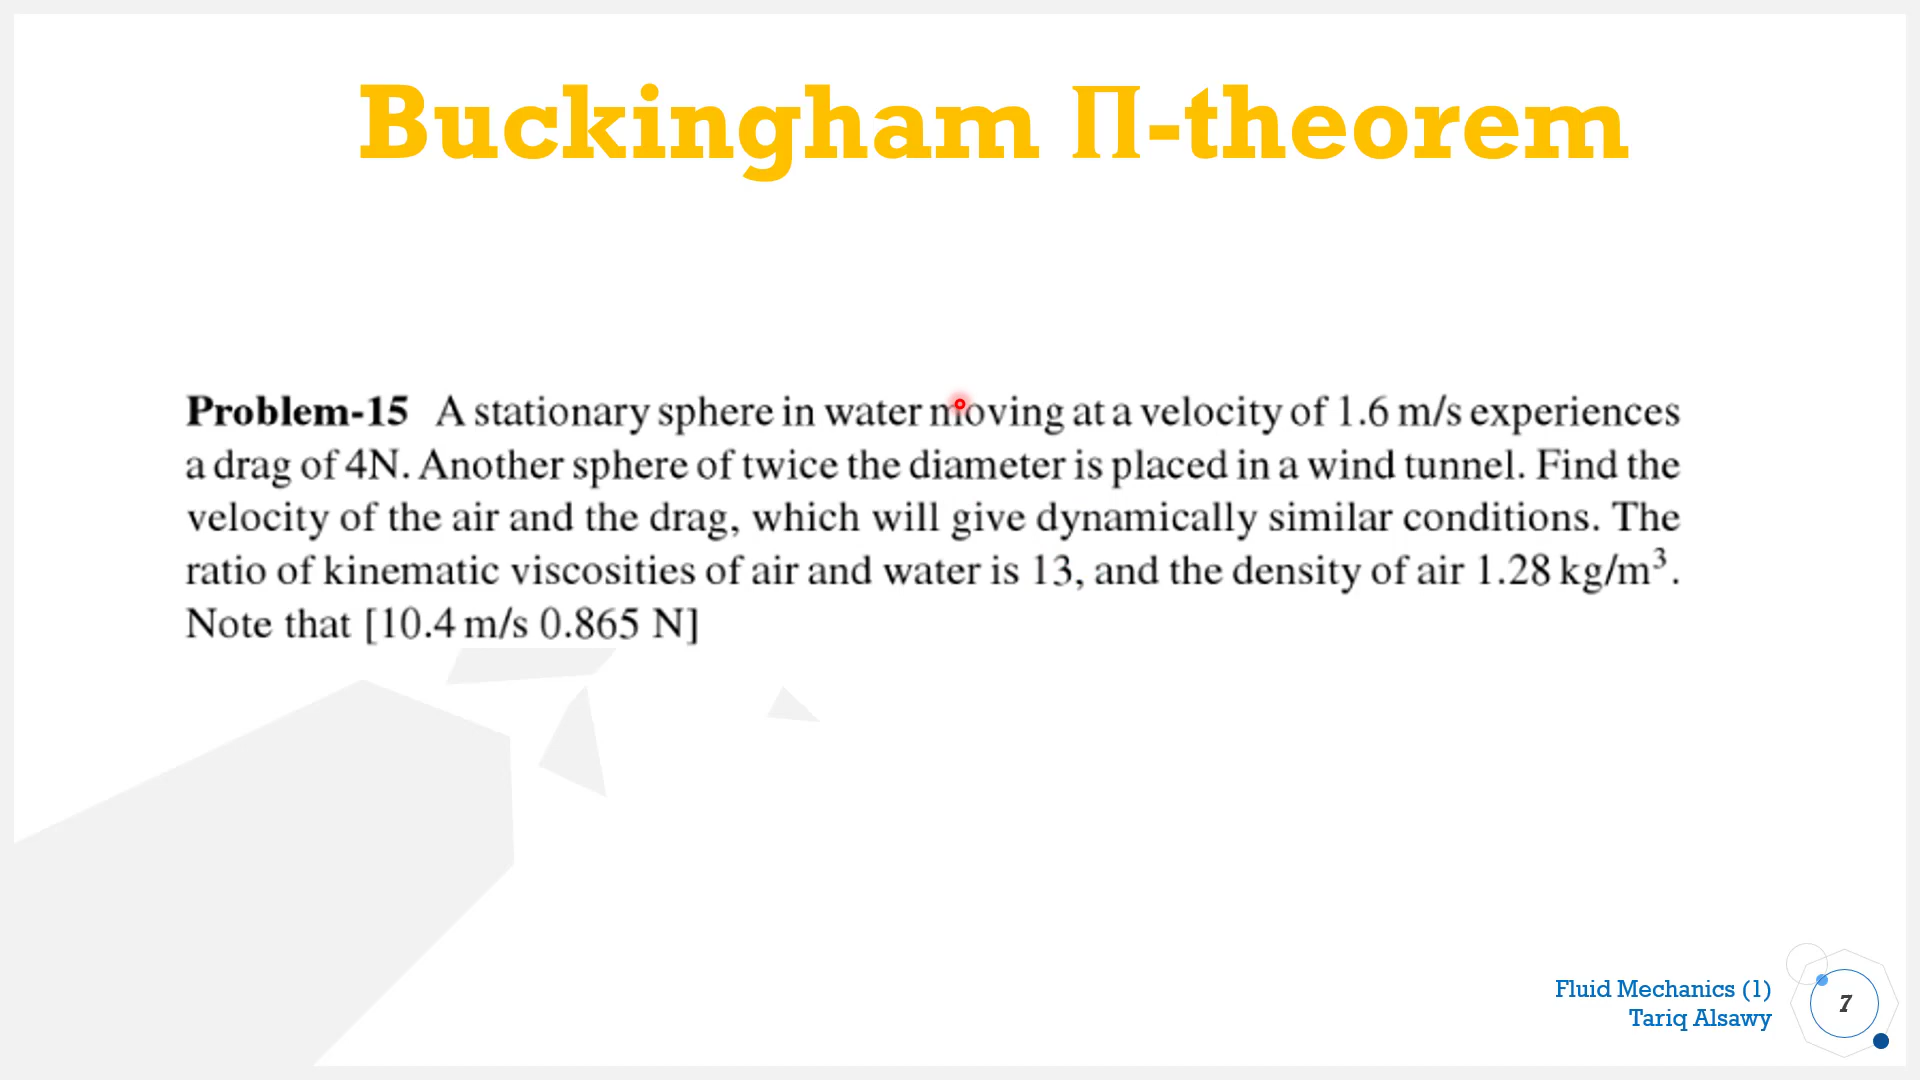 Buckingham Π-theorem
Problem-15 A stationary sphere in water moving at a velocity of 1.6 m/s experiences
a drag of 4N. Another sphere of twice the diameter is placed in a wind tunnel. Find the
velocity of the air and the drag, which will give dynamically similar conditions. The
ratio of kinematic viscosities of air and water is 13, and the density of air 1.28 kg/m³.
Note that [10.4 m/s 0.865 N]
Fluid Mechanics (1)
Tariq Alsawy
7